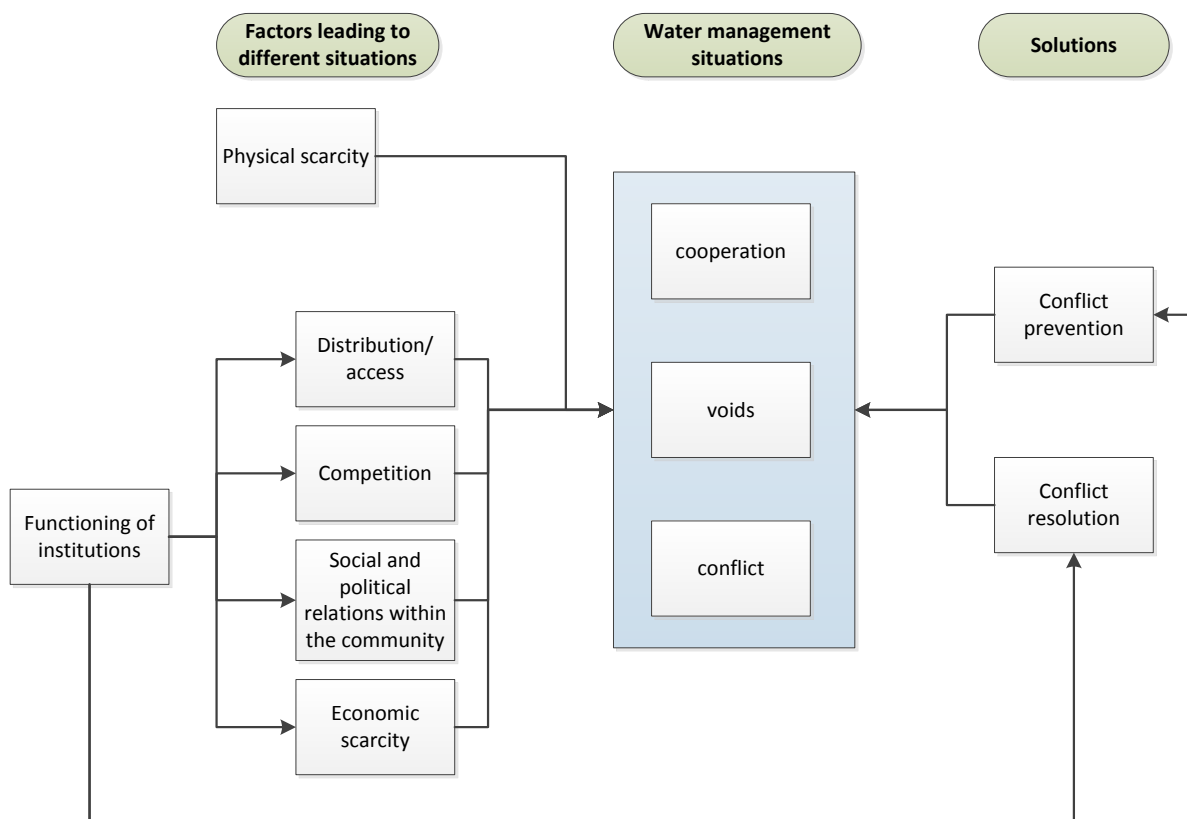 Factors leading to
different situations
Water management
situations
Solutions
Physical scarcity
cooperation
Conflict
prevention
Distribution/
access
voids
Competition
Conflict
resolution
Functioning of
institutions
Social and
political
relations within
the community
conflict
Economic
scarcity